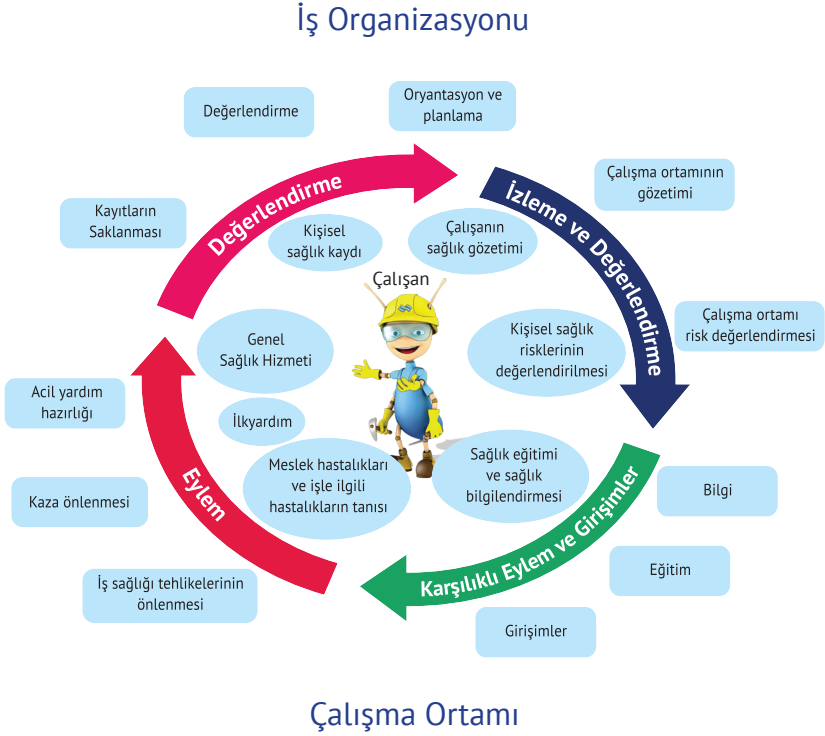 İş Organizasyonu
Oryantasyon ve
planlama
Değerlendirme
Çalışma ortamının
gözetimi
Değerlendirme
İzleme ve Değerlendirme
Kayıtların
Saklanması
Kişisel
sağlık kaydı
Çalışanın
sağlık gözetimi
Çalışan
Çalışma ortamı
risk değerlendirmesi
Genel
Sağlık Hizmeti
Kişisel sağlık
risklerinin
değerlendirilmesi
Acil yardım
hazırlığı
İlkyardım
Meslek hastalıkları
ve işle ilgili
hastalıkların tanısı
Sağlık eğitimi
ve sağlık
bilgilendirmesi
Eylem
Kaza önlenmesi
Bilgi
Karşılıklı Eylem ve Girişimler
Eğitim
İş sağlığı tehlikelerinin
önlenmesi
Girişimler
Çalışma Ortamı